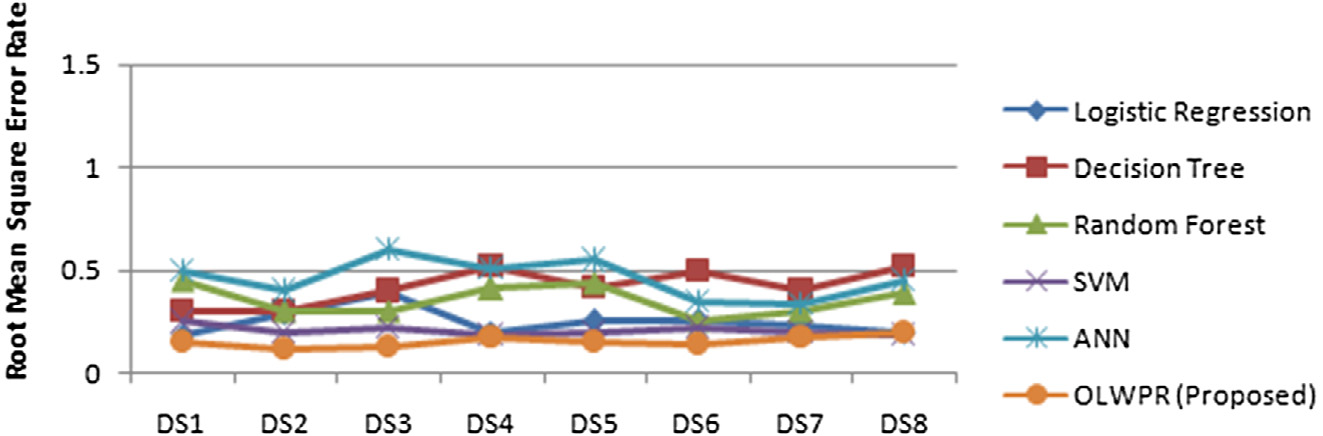 Root Mean Square Error Rate
1.5
1
0.5
0
DS1 DS2 DS3 DS4 DS5 DS6 DS7 DS8
Logistic Regression
Decision Tree
Random Forest
SVM
ANN
OLWPR (Proposed)